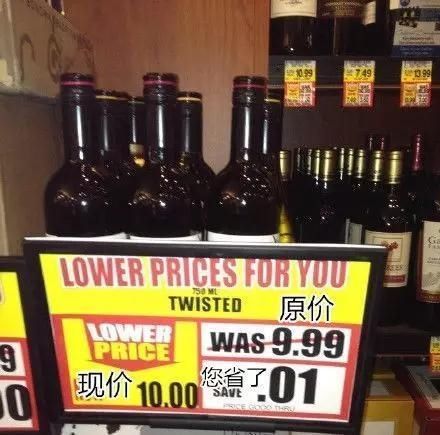 10.99
7.49
13.99
LOWER PRICES FOR YOU
750 ML
TWISTED
原价
LOWER
PRICE
WAS 9.99
现价
10.00
您省了
SAVE .01
PRICE GOOD THRU